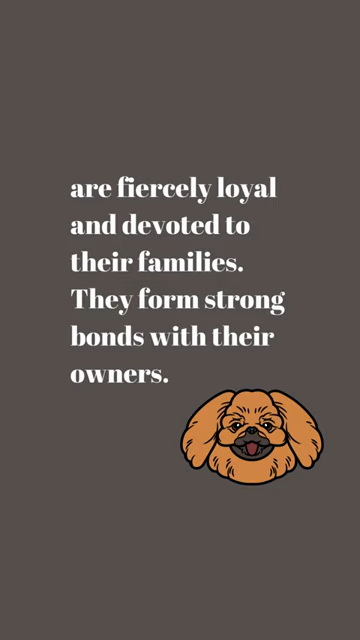 are fiercely loyal
and devoted to
their families.
They form strong
bonds with their
owners.